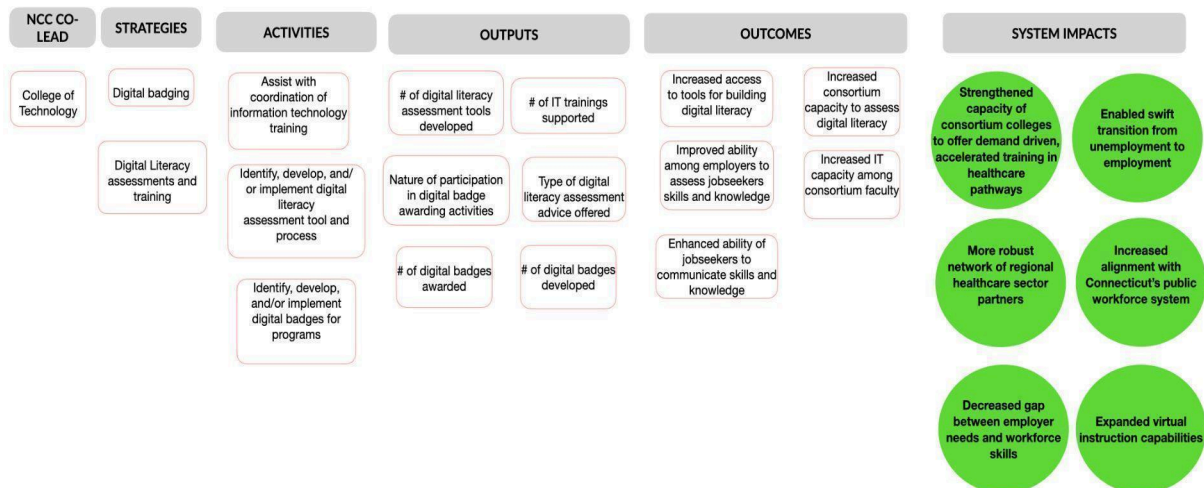 NCC CO-
LEAD
STRATEGIES
ACTIVITIES
OUTPUTS
OUTCOMES
SYSTEM IMPACTS
College of
Technology
Digital badging
Digital Literacy
assessments and
training
Assist with
coordination of
information technology
training
Identify, develop, and/
or implement digital
literacy
assessment tool and
process
Identify, develop,
and/or implement
digital badges for
programs
# of digital literacy
assessment tools
developed
# of IT trainings
supported
Nature of participation
in digital badge
awarding activities
Type of digital
literacy assessment
advice offered
# of digital badges
awarded
# of digital badges
developed
Increased access
to tools for building
digital literacy
Increased
consortium
capacity to assess
digital literacy
Improved ability
among employers to
assess jobseekers
skills and knowledge
Increased IT
capacity among
consortium faculty
Enhanced ability of
jobseekers to
communicate skills and
knowledge
Strengthened
capacity of
consortium colleges
to offer demand driven,
accelerated training in
healthcare
pathways
Enabled swift
transition from
unemployment to
employment
More robust
network of regional
healthcare sector
partners
Increased
alignment with
Connecticut's public
workforce system
Decreased gap
between employer
needs and workforce
skills
Expanded virtual
instruction capabilities